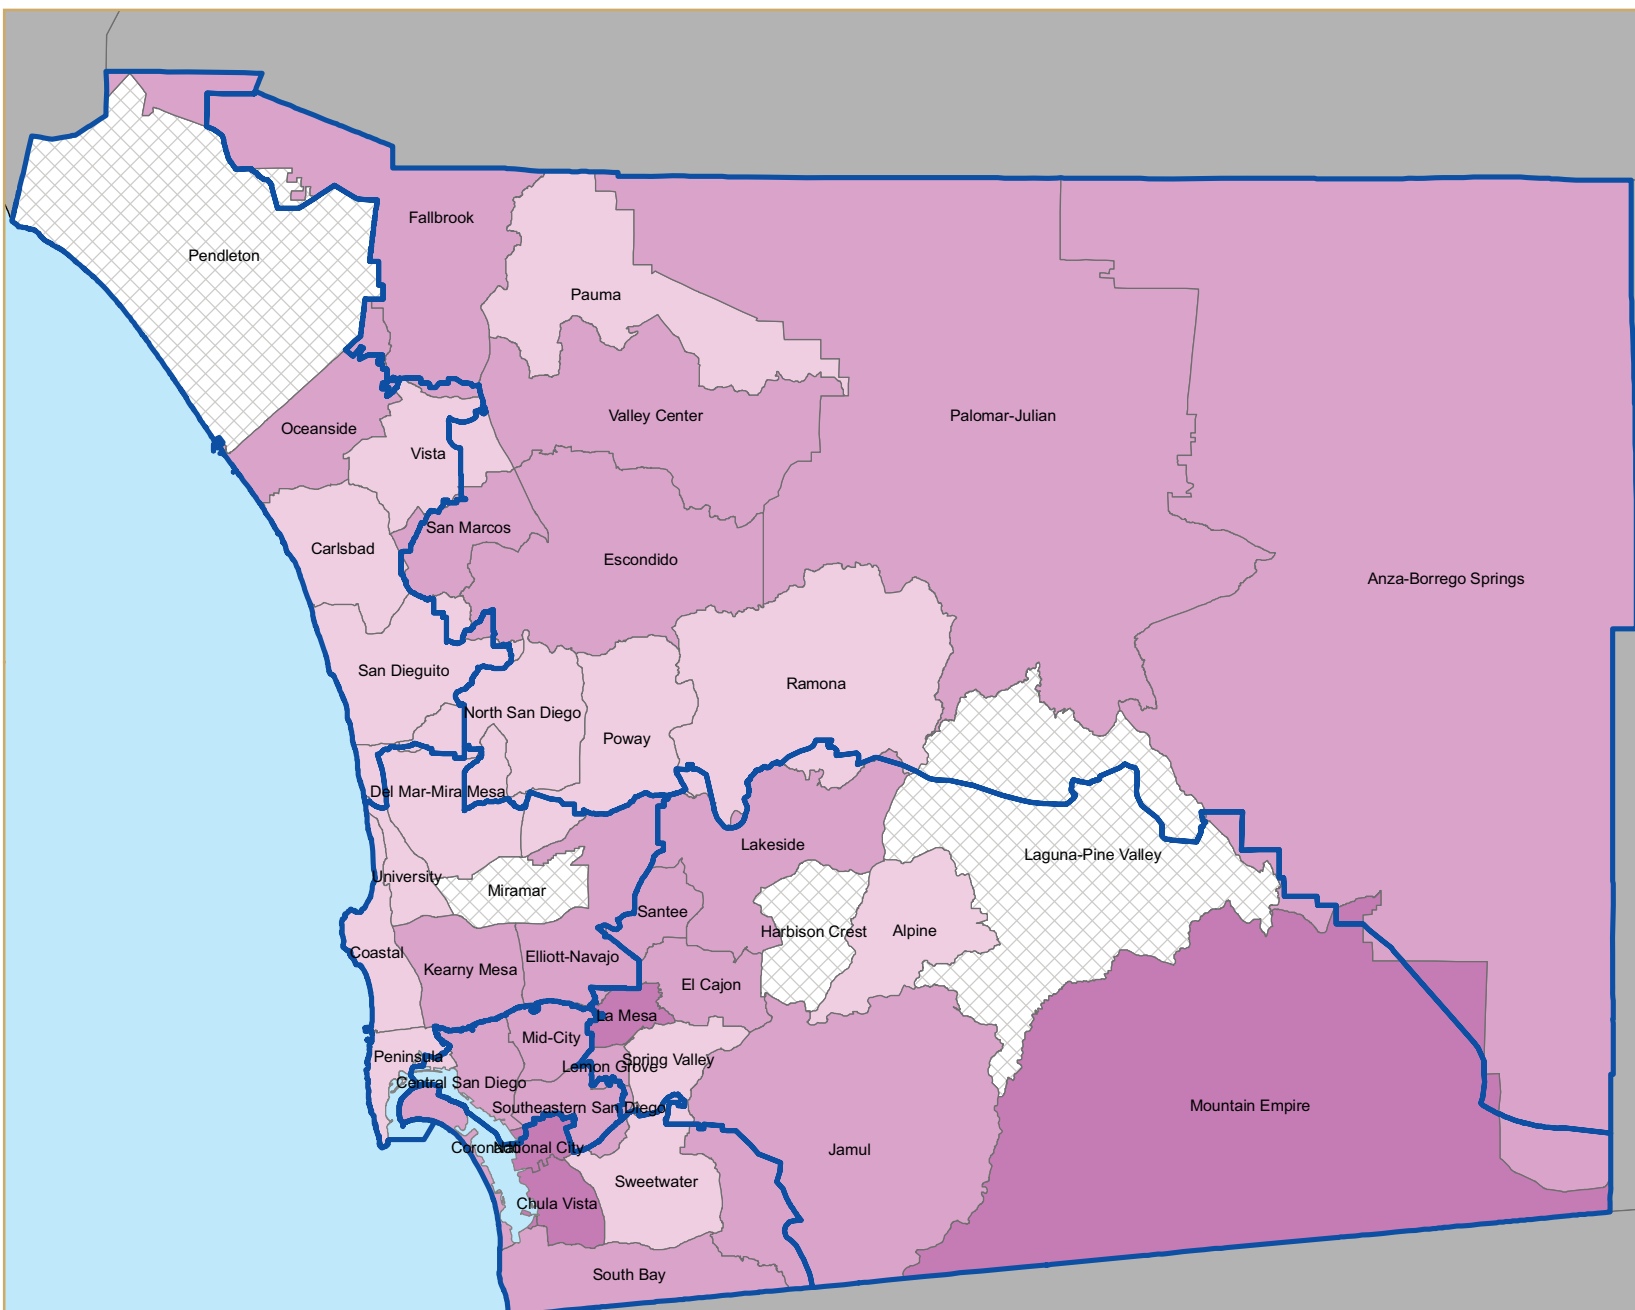 Fallbrook
Pendleton
Pauma
Valley Center
Palomar-Julian
Oceanside
Vista
San Marcos
Carlsbad
Escondido
Anza-Borrego Springs
San Dieguito
Ramona
North San Diego
Poway
Del Mar-Mira Mesa
Lakeside
Laguna-Pine Valley
University
Miramar
Santee
Harbison Crest
Alpine
Coastal
Elliott-Navajo
Kearny Mesa
El Cajon
La Mesa
Mid-City
Peninsula
Spring Valley
Lemon Grove
Central San Diego
Southeastern San Diego
Mountain Empire
Coronado
National City
Jamul
Sweetwater
Chula Vista
South Bay